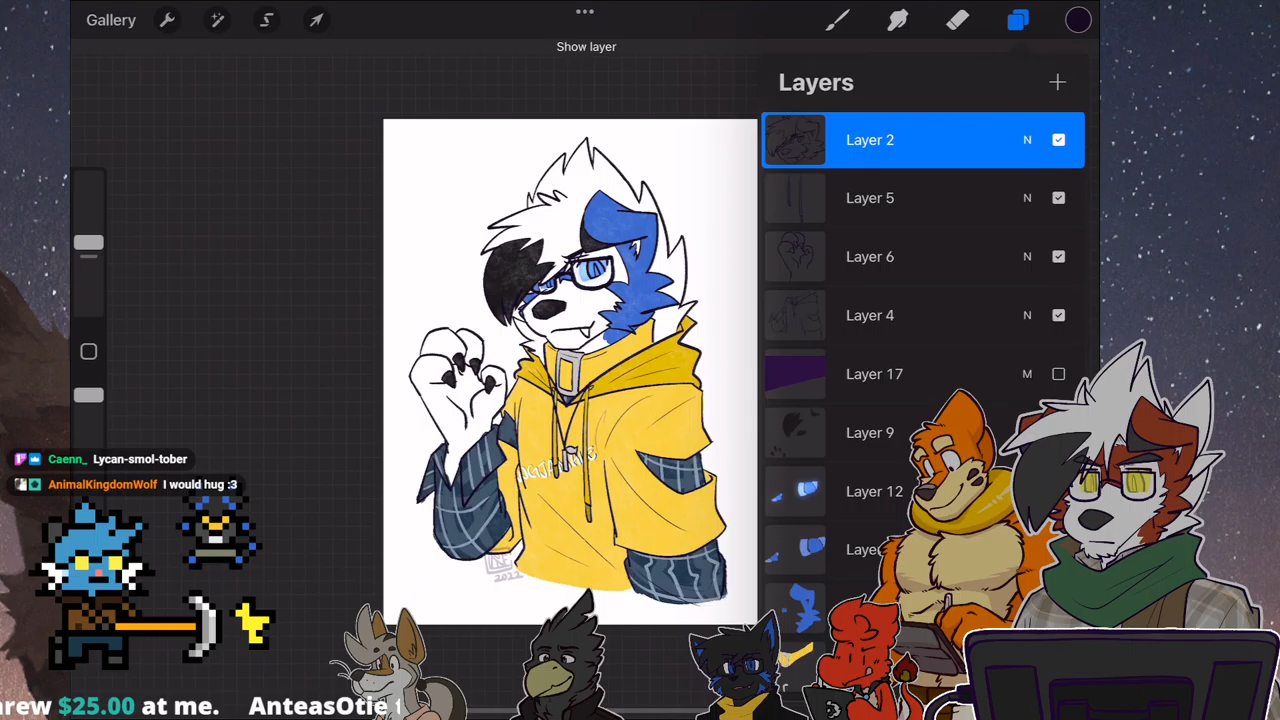 Gallery
Show layer
Layers
Layer 2 N
Layer 5 N
Layer 6 N
Layer 4 N
Layer 17 M
Layer 9
Layer 12
2022
Caenn_ Lycan-smol-tober
AnimalKingdomWolf I would hug :3
$25.00 at me. AnteasOtie